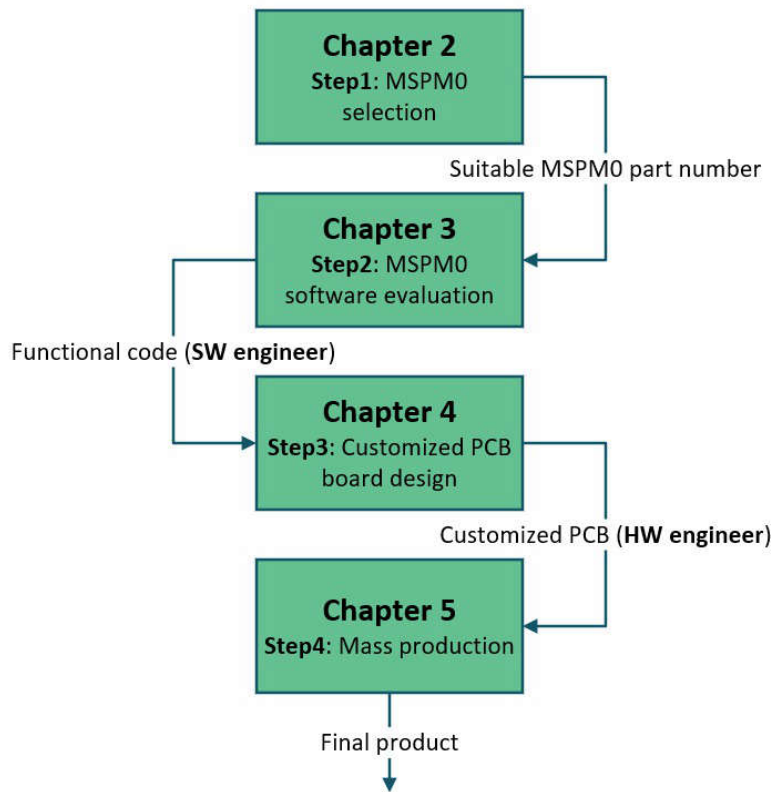 Chapter 2
Step1: MSPM0
selection
Suitable MSPM0 part number
Chapter 3
Step2: MSPM0
software evaluation
Functional code (SW engineer)
Chapter 4
Step3: Customized PCB
board design
Customized PCB (HW engineer)
Chapter 5
Step4: Mass production
Final product